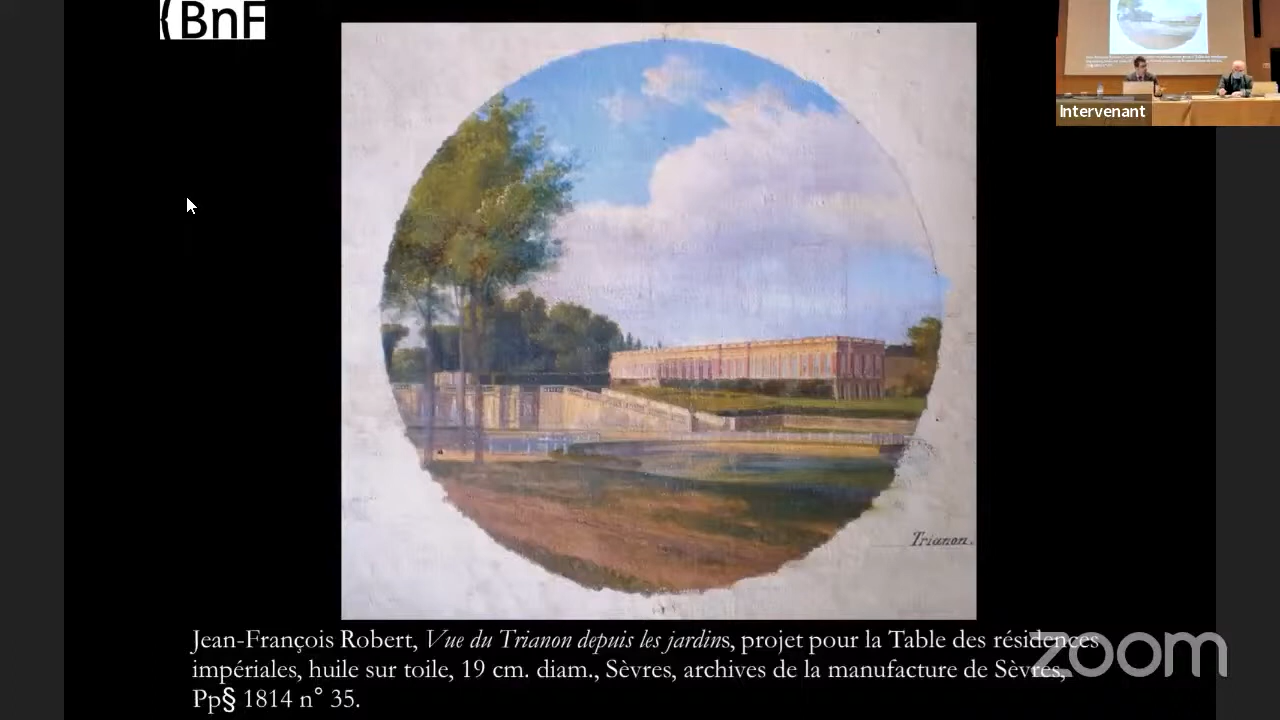 (BnF
Intervenant
Trianon.
Jean-François Robert, Vue du Trianon depuis les jardins, projet pour la Table des résidences
impériales, huile sur toile, 19 cm. diam., Sèvres, archives de la manufacture de Sèvres,
Pp§ 1814 n° 35.
zoom